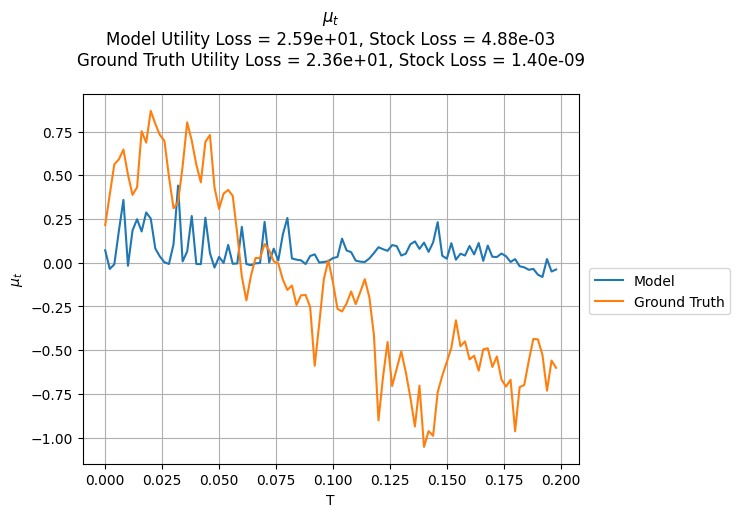 μₜ
Model Utility Loss = 2.59e+01, Stock Loss = 4.88e-03
Ground Truth Utility Loss = 2.36e+01, Stock Loss = 1.40e-09
0.75
0.50
0.25
0.00
−0.25
−0.50
−0.75
−1.00
μₜ
Model
Ground Truth
0.000 0.025 0.050 0.075 0.100 0.125 0.150 0.175 0.200
T